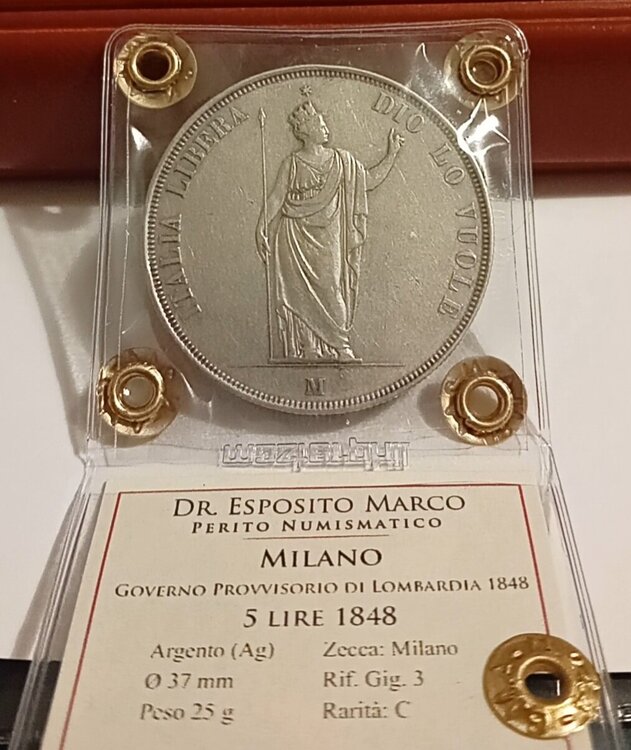 ITALIA LIBERA DIO LO VUOLE
M
DR. ESPOSITO MARCO
PERITO NUMISMATICO
MILANO
GOVERNO PROVVISORIO DI LOMBARDIA 1848
5 LIRE 1848
Argento (Ag) Zecca: Milano
Ø 37 mm Rif. Gig. 3
Peso 25 g Rarità: C